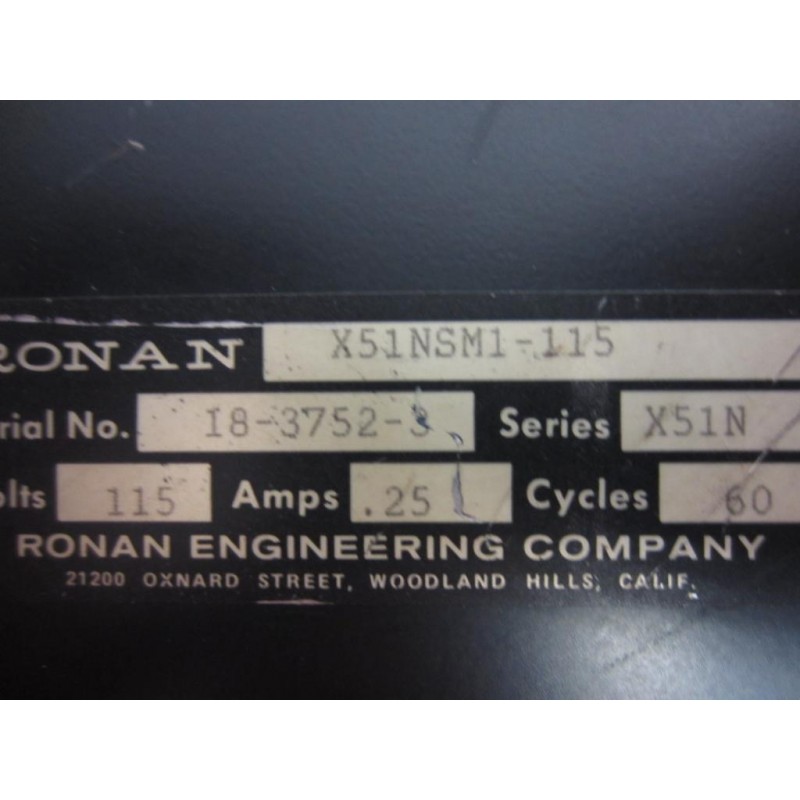 RONAN X51NSM1-115
rial No. I8-3752-3 Series X51N
olts 115 Amps .25 Cycles 60
RONAN ENGINEERING COMPANY
21200 OXNARD STREET, WOODLAND HILLS, CALIF.